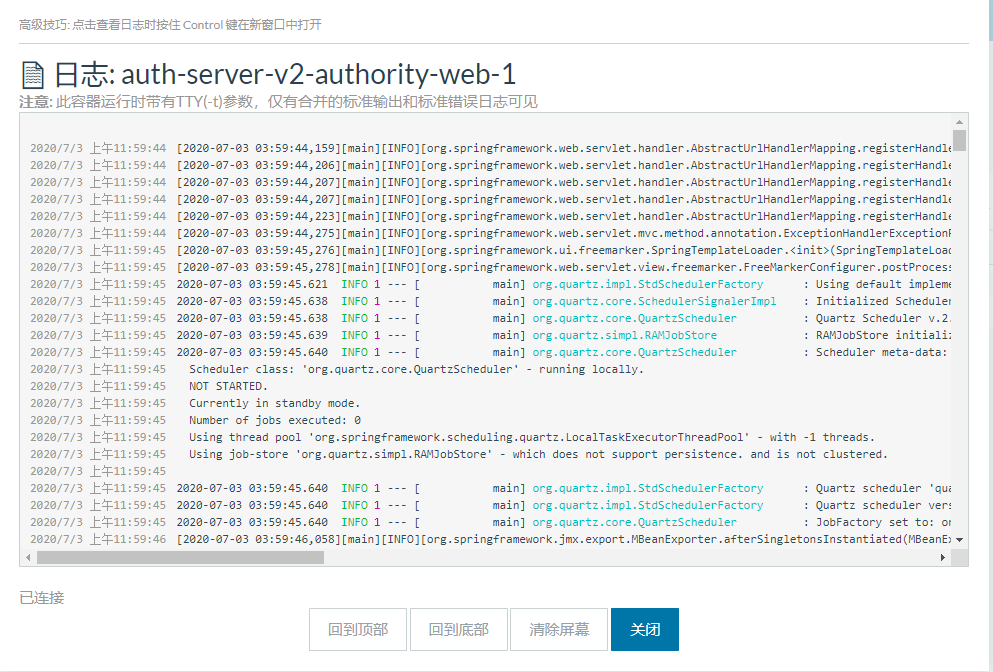 高级技巧: 点击查看日志时按住 Control 键在新窗口中打开
日志: auth-server-v2-authority-web-1
注意: 此容器运行时带有TTY(-t)参数，仅有合并的标准输出和标准错误日志可见
2020/7/3 上午11:59:44 [2020-07-03 03:59:44,159][main][INFO][org.springframework.web.servlet.handler.AbstractUrlHandlerMapping.registerHandle
2020/7/3 上午11:59:44 [2020-07-03 03:59:44,206][main][INFO][org.springframework.web.servlet.handler.AbstractUrlHandlerMapping.registerHandle
2020/7/3 上午11:59:44 [2020-07-03 03:59:44,207][main][INFO][org.springframework.web.servlet.handler.AbstractUrlHandlerMapping.registerHandle
2020/7/3 上午11:59:44 [2020-07-03 03:59:44,207][main][INFO][org.springframework.web.servlet.handler.AbstractUrlHandlerMapping.registerHandle
2020/7/3 上午11:59:44 [2020-07-03 03:59:44,223][main][INFO][org.springframework.web.servlet.handler.AbstractUrlHandlerMapping.registerHandle
2020/7/3 上午11:59:44 [2020-07-03 03:59:44,275][main][INFO][org.springframework.web.servlet.mvc.method.annotation.ExceptionHandlerExceptionR
2020/7/3 上午11:59:45 [2020-07-03 03:59:45,276][main][INFO][org.springframework.ui.freemarker.SpringTemplateLoader.<init>(SpringTemplateLoad
2020/7/3 上午11:59:45 [2020-07-03 03:59:45,278][main][INFO][org.springframework.web.servlet.view.freemarker.FreeMarkerConfigurer.postProcess
2020/7/3 上午11:59:45 2020-07-03 03:59:45.621 INFO 1 --- [ main] org.quartz.impl.StdSchedulerFactory : Using default impleme
2020/7/3 上午11:59:45 2020-07-03 03:59:45.638 INFO 1 --- [ main] org.quartz.core.SchedulerSignalerImpl : Initialized Scheduler
2020/7/3 上午11:59:45 2020-07-03 03:59:45.638 INFO 1 --- [ main] org.quartz.core.QuartzScheduler : Quartz Scheduler v.2.
2020/7/3 上午11:59:45 2020-07-03 03:59:45.639 INFO 1 --- [ main] org.quartz.simpl.RAMJobStore : RAMJobStore initializ
2020/7/3 上午11:59:45 2020-07-03 03:59:45.640 INFO 1 --- [ main] org.quartz.core.QuartzScheduler : Scheduler meta-data:
2020/7/3 上午11:59:45 Scheduler class: 'org.quartz.core.QuartzScheduler' - running locally.
2020/7/3 上午11:59:45 NOT STARTED.
2020/7/3 上午11:59:45 Currently in standby mode.
2020/7/3 上午11:59:45 Number of jobs executed: 0
2020/7/3 上午11:59:45 Using thread pool 'org.springframework.scheduling.quartz.LocalTaskExecutorThreadPool' - with -1 threads.
2020/7/3 上午11:59:45 Using job-store 'org.quartz.simpl.RAMJobStore' - which does not support persistence. and is not clustered.
2020/7/3 上午11:59:45
2020/7/3 上午11:59:45 2020-07-03 03:59:45.640 INFO 1 --- [ main] org.quartz.impl.StdSchedulerFactory : Quartz scheduler 'qua
2020/7/3 上午11:59:45 2020-07-03 03:59:45.640 INFO 1 --- [ main] org.quartz.impl.StdSchedulerFactory : Quartz scheduler vers
2020/7/3 上午11:59:45 2020-07-03 03:59:45.640 INFO 1 --- [ main] org.quartz.core.QuartzScheduler : JobFactory set to: or
2020/7/3 上午11:59:46 [2020-07-03 03:59:46,058][main][INFO][org.springframework.jmx.export.MBeanExporter.afterSingletonsInstantiated(MBeanEx
已连接
回到顶部 回到底部 清除屏幕 关闭